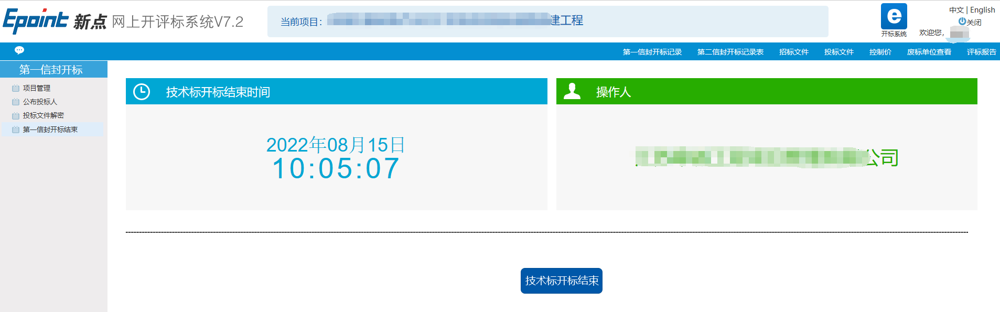 Epoint 新点 网上开评标系统V7.2
当前项目： 建工程
开标系统
中文 | English
关闭
欢迎您，
第一信封开标记录 第二信封开标记录表 招标文件 投标文件 控制价 废标单位查看 评标报告
第一信封开标
项目管理
公布投标人
投标文件解密
第一信封开标结束
技术标开标结束时间
2022年08月15日
10:05:07
操作人
公司
技术标开标结束